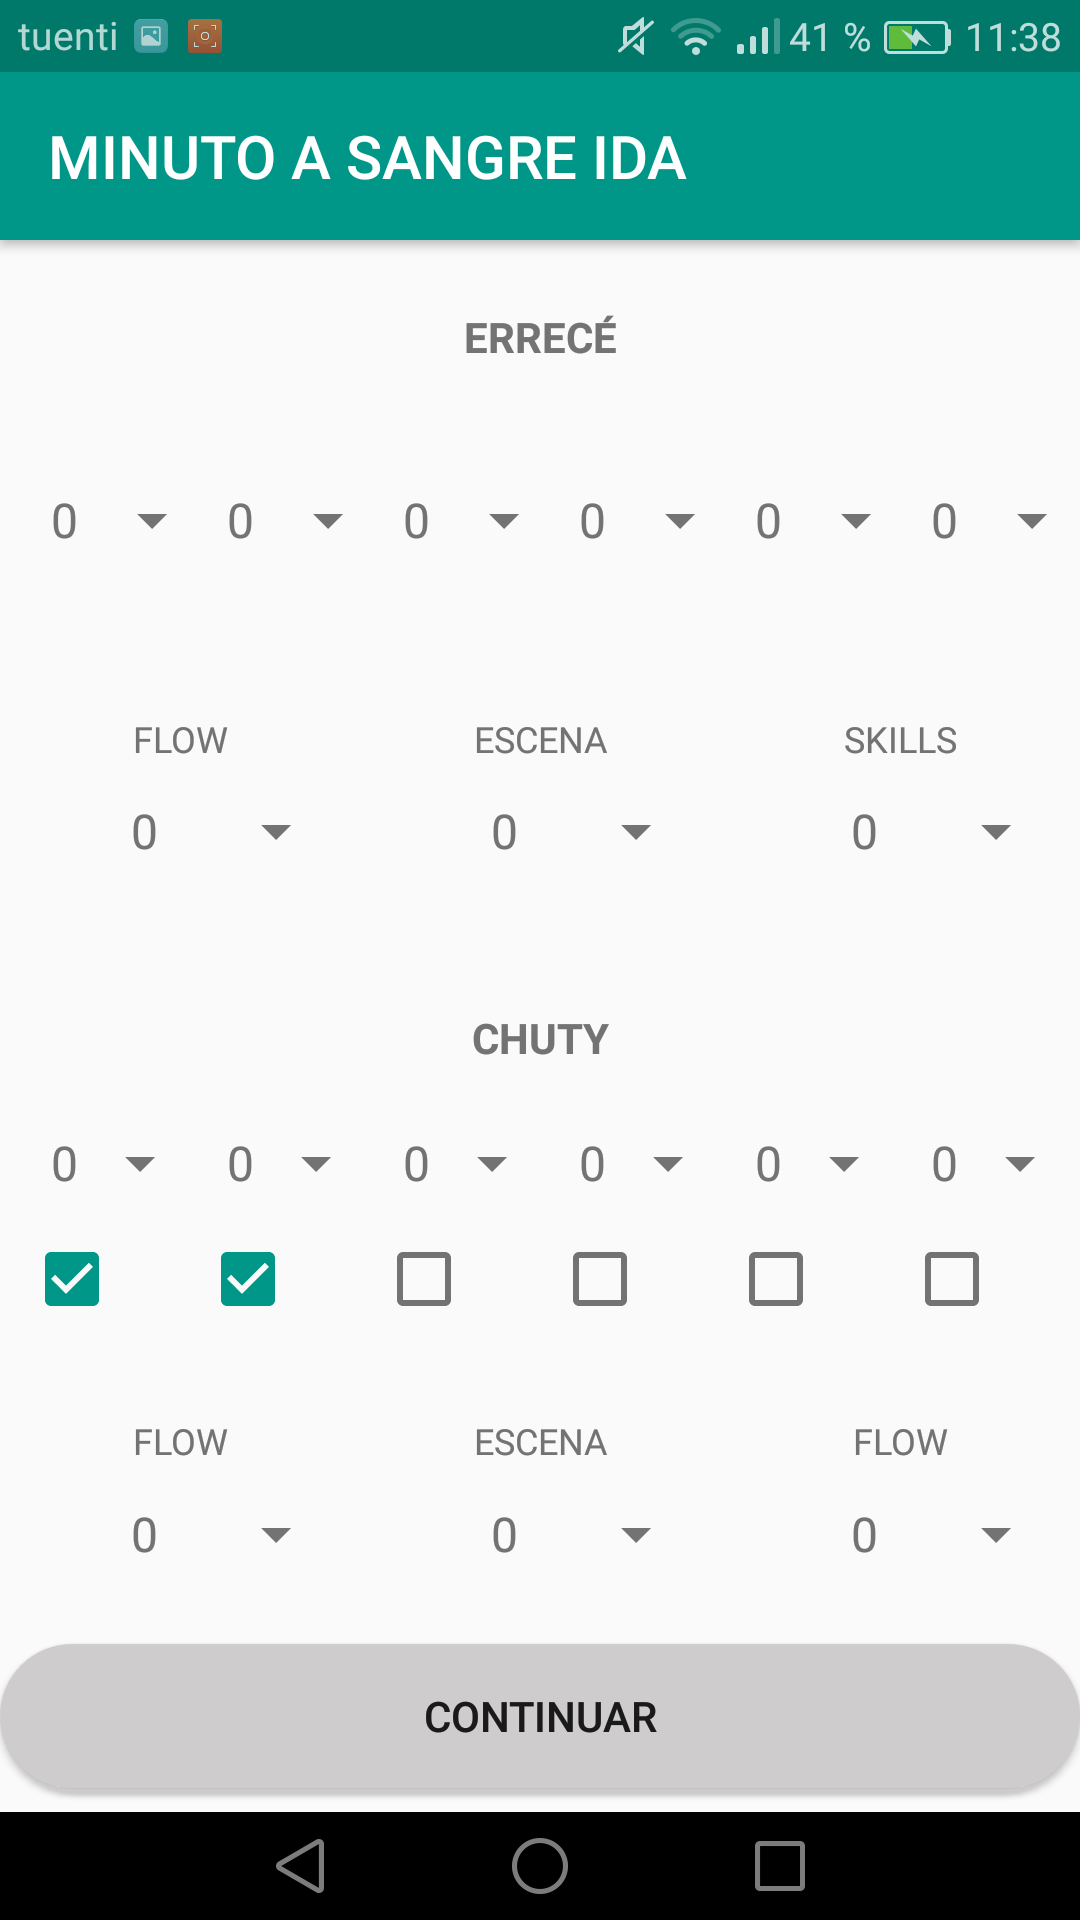 tuenti 41 % 11:38
MINUTO A SANGRE IDA
ERRECÉ
0 0 0 0 0 0
FLOW ESCENA SKILLS
0 0 0
CHUTY
0 0 0 0 0 0
FLOW ESCENA FLOW
0 0 0
CONTINUAR